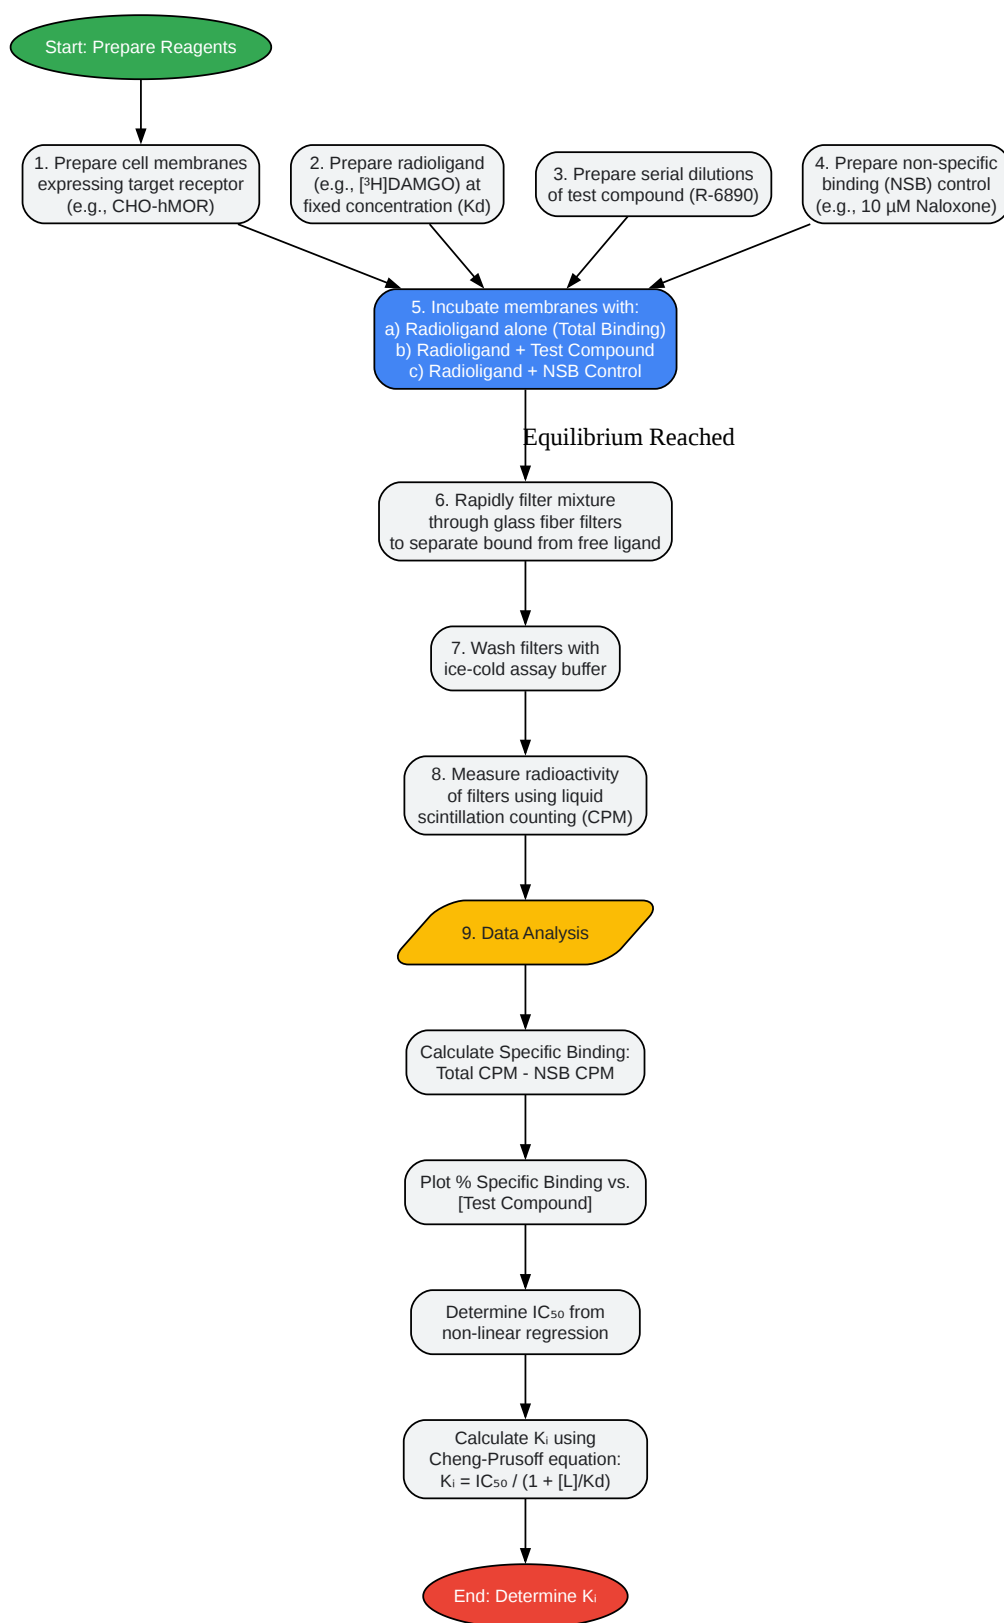 Start: Prepare Reagents
1. Prepare cell membranes
expressing target receptor
(e.g., CHO-hMOR)
2. Prepare radioligand
(e.g., [³H]DAMGO) at
fixed concentration (Kd)
3. Prepare serial dilutions
of test compound (R-6890)
4. Prepare non-specific
binding (NSB) control
(e.g., 10 µM Naloxone)
5. Incubate membranes with:
a) Radioligand alone (Total Binding)
b) Radioligand + Test Compound
c) Radioligand + NSB Control
Equilibrium Reached
6. Rapidly filter mixture
through glass fiber filters
to separate bound from free ligand
7. Wash filters with
ice-cold assay buffer
8. Measure radioactivity
of filters using liquid
scintillation counting (CPM)
9. Data Analysis
Calculate Specific Binding:
Total CPM - NSB CPM
Plot % Specific Binding vs.
[Test Compound]
Determine IC₅₀ from
non-linear regression
Calculate Kᵢ using
Cheng-Prusoff equation:
Kᵢ = IC₅₀ / (1 + [L]/Kd)
End: Determine Kᵢ